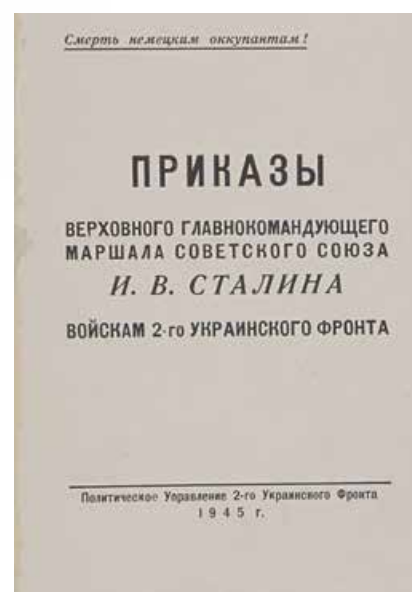 Смерть немецким оккупантам!
ПРИКАЗЫ
ВЕРХОВНОГО ГЛАВНОКОМАНДУЮЩЕГО
МАРШАЛА СОВЕТСКОГО СОЮЗА
И. В. СТАЛИНА
ВОЙСКАМ 2-го УКРАИНСКОГО ФРОНТА
Политическое Управление 2-го Украинского Фронта
1945 г.